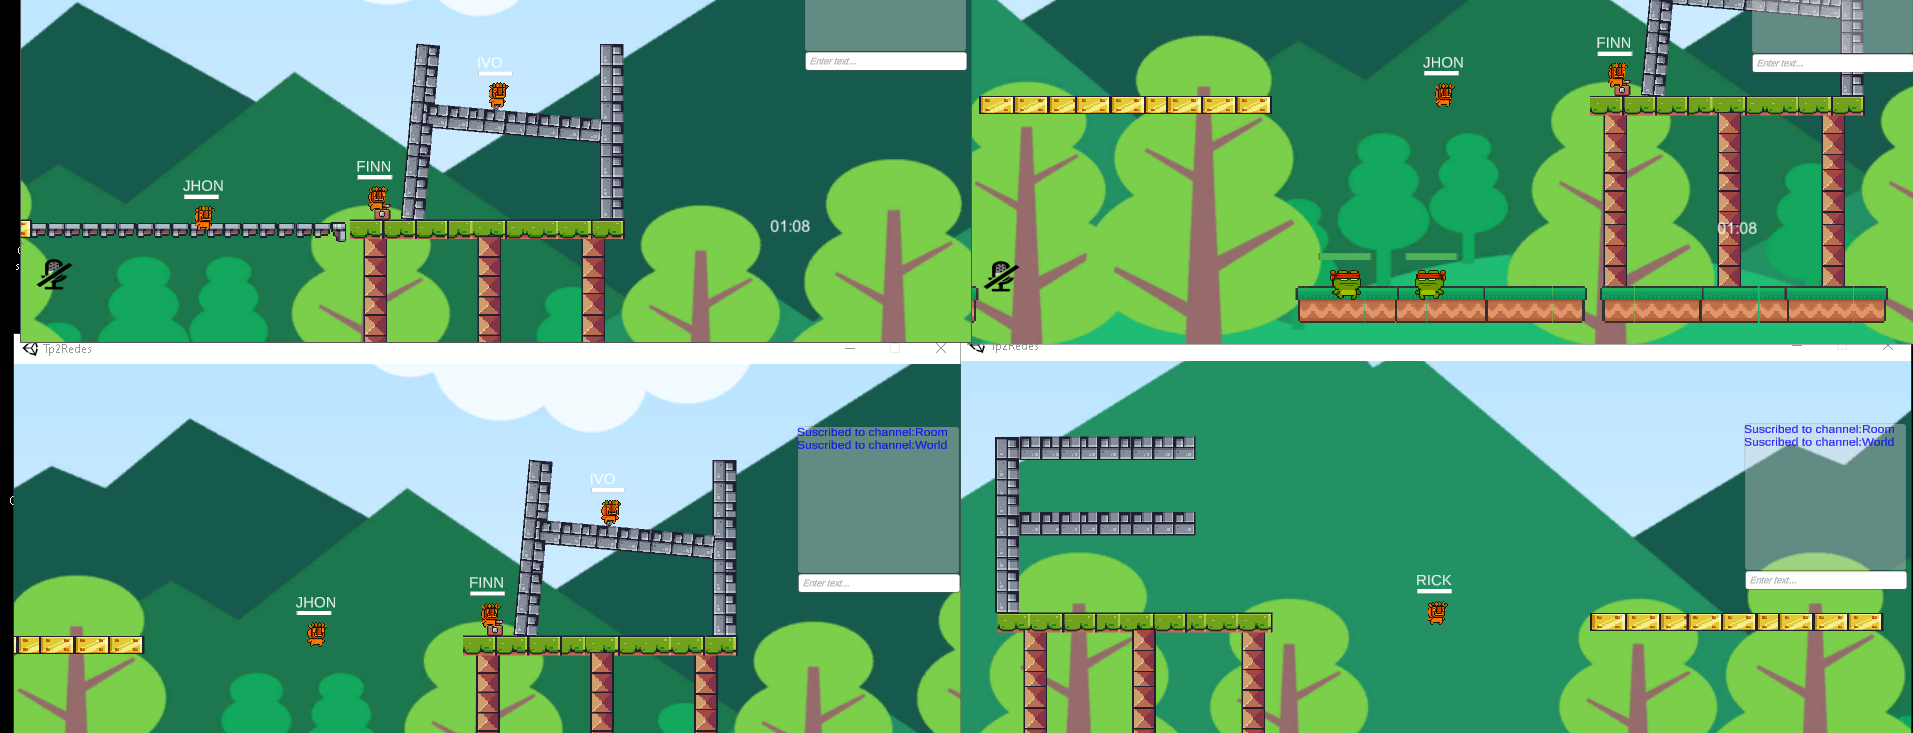 IVO
Enter text...
FINN
JHON
01:08
JHON
FINN
Enter text...
01:08
Tp2Redes
Suscribed to channel:Room
Suscribed to channel:World
IVO
Enter text...
FINN
JHON
Tp2Redes
Suscribed to channel:Room
Suscribed to channel:World
Enter text...
RICK